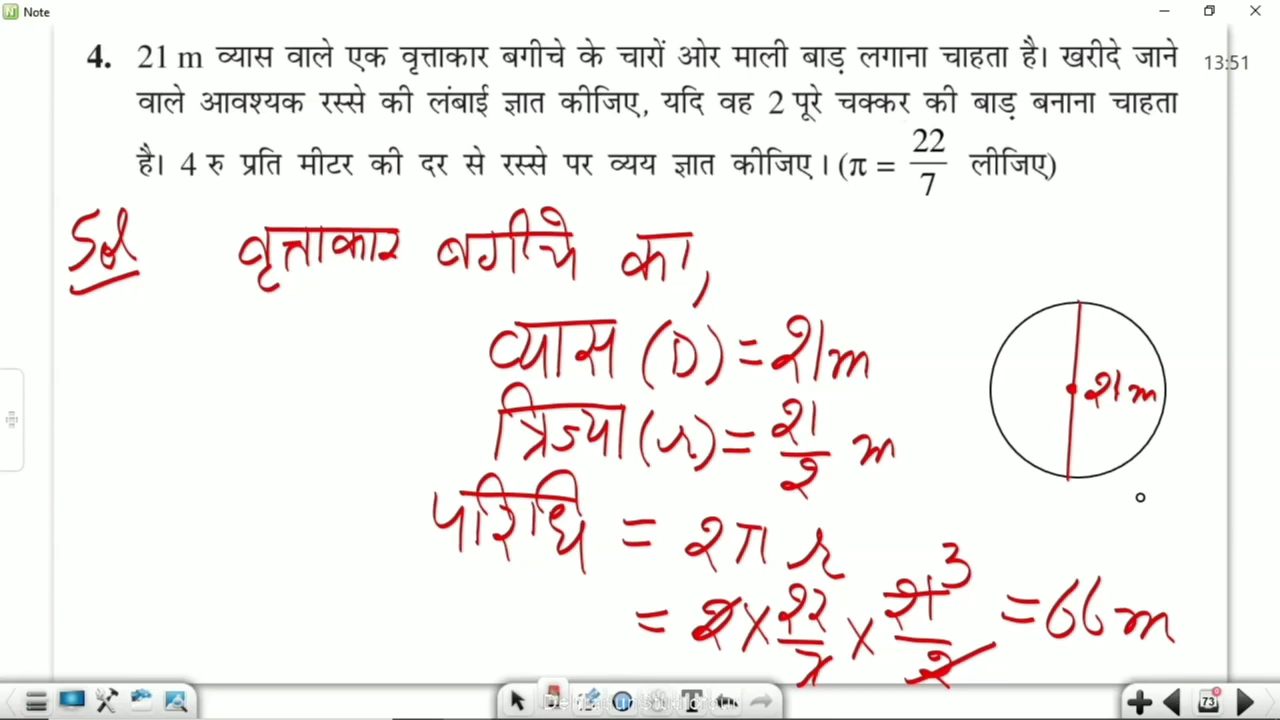 Note
4. 21 m व्यास वाले एक वृत्ताकार बगीचे के चारों ओर माली बाड़ लगाना चाहता है। खरीदे जाने
13:51
वाले आवश्यक रस्से की लंबाई ज्ञात कीजिए, यदि वह 2 पूरे चक्कर की बाड़ बनाना चाहता
है। 4 रु प्रति मीटर की दर से रस्से पर व्यय ज्ञात कीजिए। (π = 22/7 लीजिए)
Sol वृत्ताकार बगीचे का,
व्यास (D) = 21m
त्रिज्या (r) = 21/2 m
21m
परिधि = 2πr
= 2 × 22/7 × 21/2 3 = 66m
73